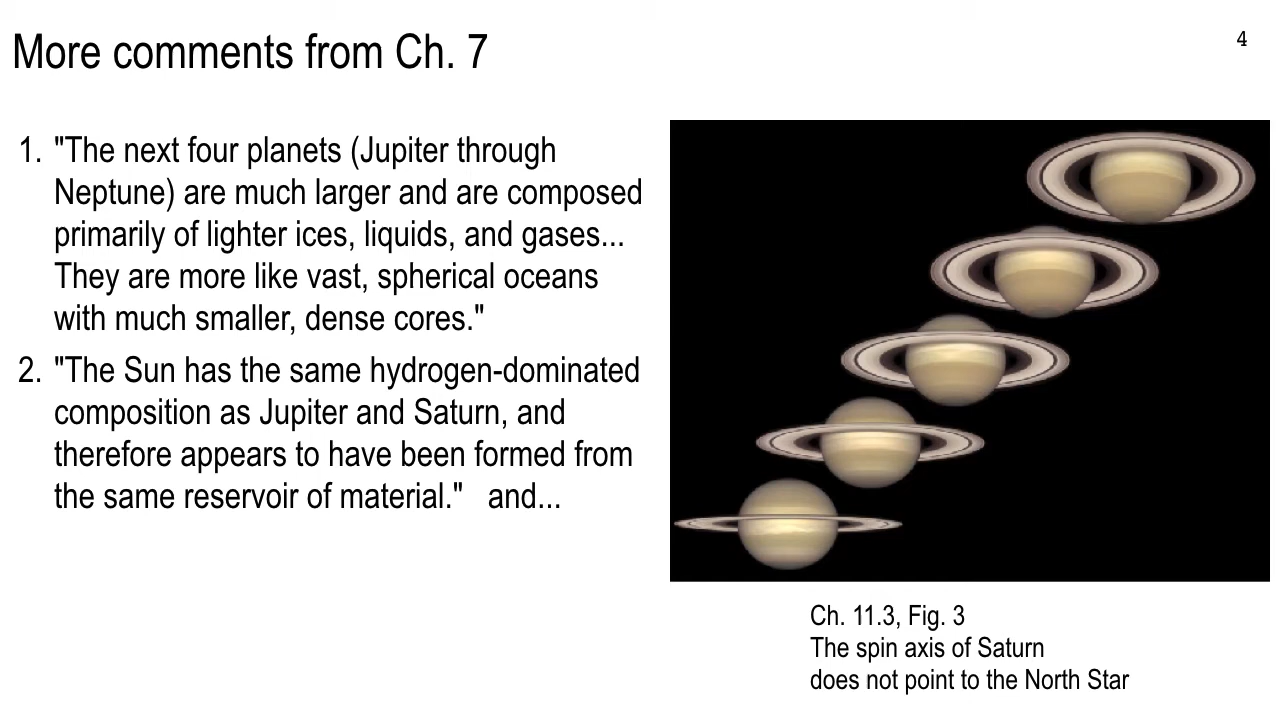 More comments from Ch. 7
4
1. "The next four planets (Jupiter through
Neptune) are much larger and are composed
primarily of lighter ices, liquids, and gases...
They are more like vast, spherical oceans
with much smaller, dense cores."
2. "The Sun has the same hydrogen-dominated
composition as Jupiter and Saturn, and
therefore appears to have been formed from
the same reservoir of material." and...
Ch. 11.3, Fig. 3
The spin axis of Saturn
does not point to the North Star